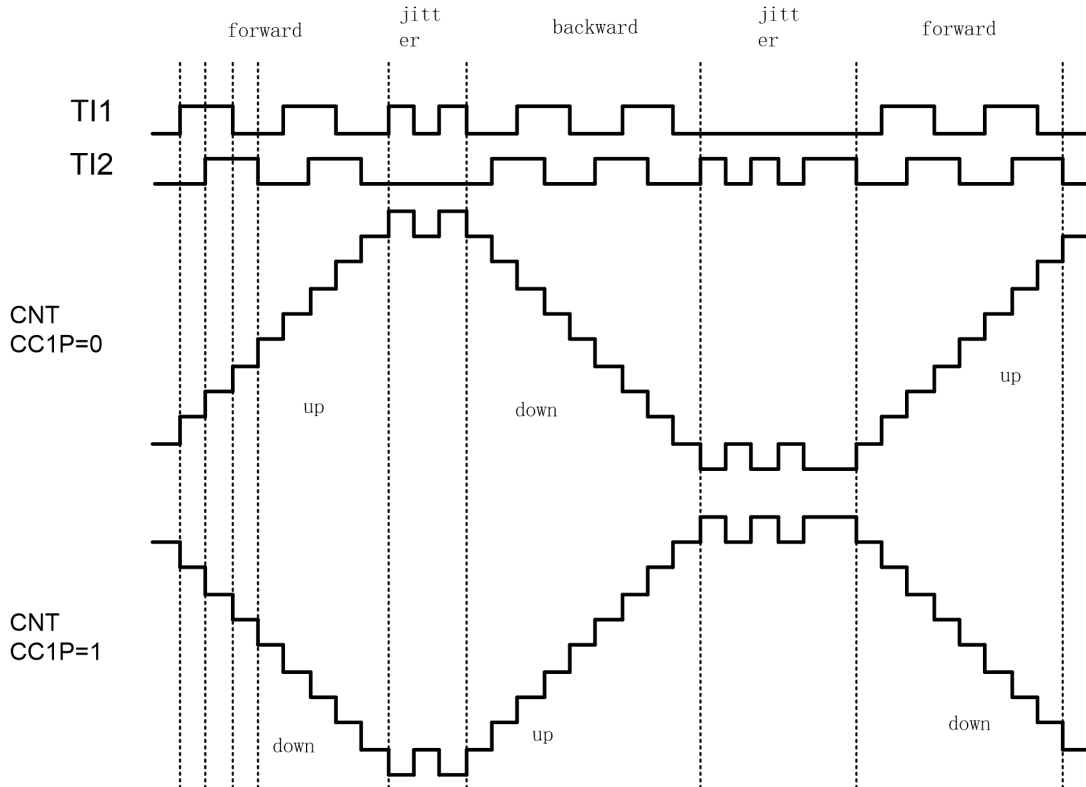 forward
jitt
er
backward
jitt
er
forward
TI1
TI2
CNT
CC1P=0
up
down
up
CNT
CC1P=1
down
up
down